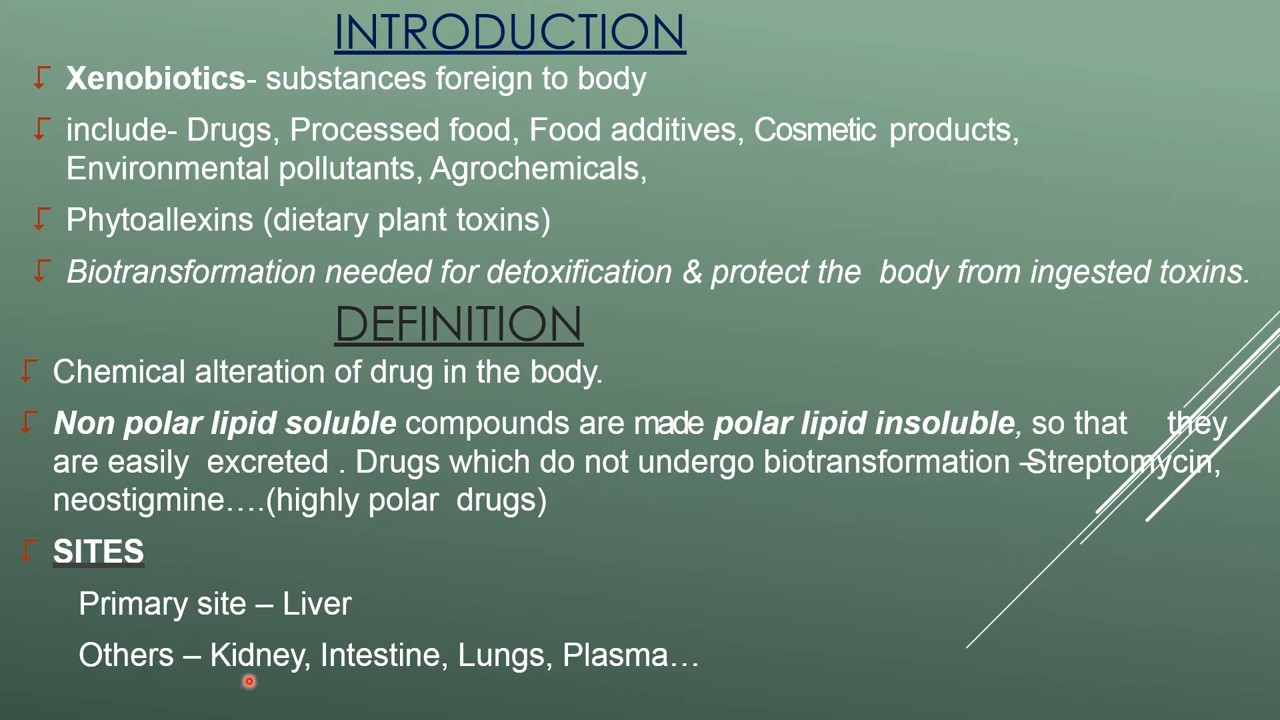 INTRODUCTION
Xenobiotics- substances foreign to body
include- Drugs, Processed food, Food additives, Cosmetic products,
Environmental pollutants, Agrochemicals,
Phytoallexins (dietary plant toxins)
Biotransformation needed for detoxification & protect the body from ingested toxins.
DEFINITION
Chemical alteration of drug in the body.
Non polar lipid soluble compounds are made polar lipid insoluble, so that they
are easily excreted . Drugs which do not undergo biotransformation –Streptomycin,
neostigmine….(highly polar drugs)
SITES
Primary site – Liver
Others – Kidney, Intestine, Lungs, Plasma…